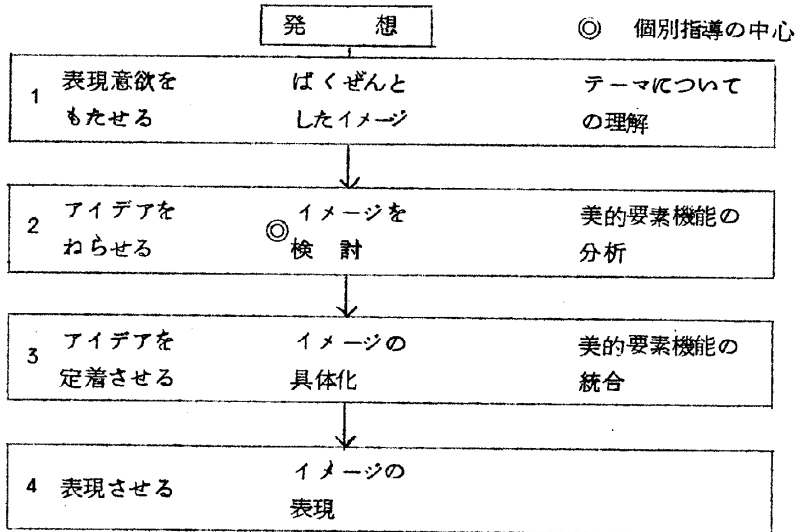 発想
◎ 個別指導の中心
1 表現意欲を ばくぜんと テーマについて
もたせる したイメージ の理解
2 アイデアを ◎ イメージを 美的要素機能の
ねらせる 検討 分析
3 アイデアを イメージの 美的要素機能の
定着させる 具体化 統合
4 表現させる イメージの
表現